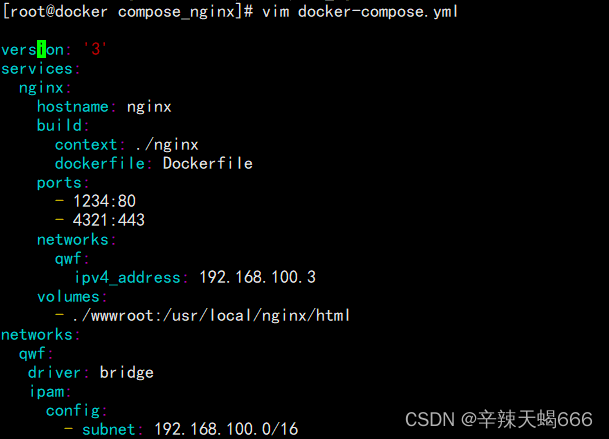 [root@docker compose_nginx]# vim docker-compose.yml
version: '3'
services:
  nginx:
    hostname: nginx
    build:
      context: ./nginx
      dockerfile: Dockerfile
    ports:
      - 1234:80
      - 4321:443
    networks:
      qwf:
        ipv4_address: 192.168.100.3
    volumes:
      - ./wwwroot:/usr/local/nginx/html
networks:
  qwf:
   driver: bridge
   ipam:
     config:
       - subnet: 192.168.100.0/16
CSDN @辛辣天蝎666